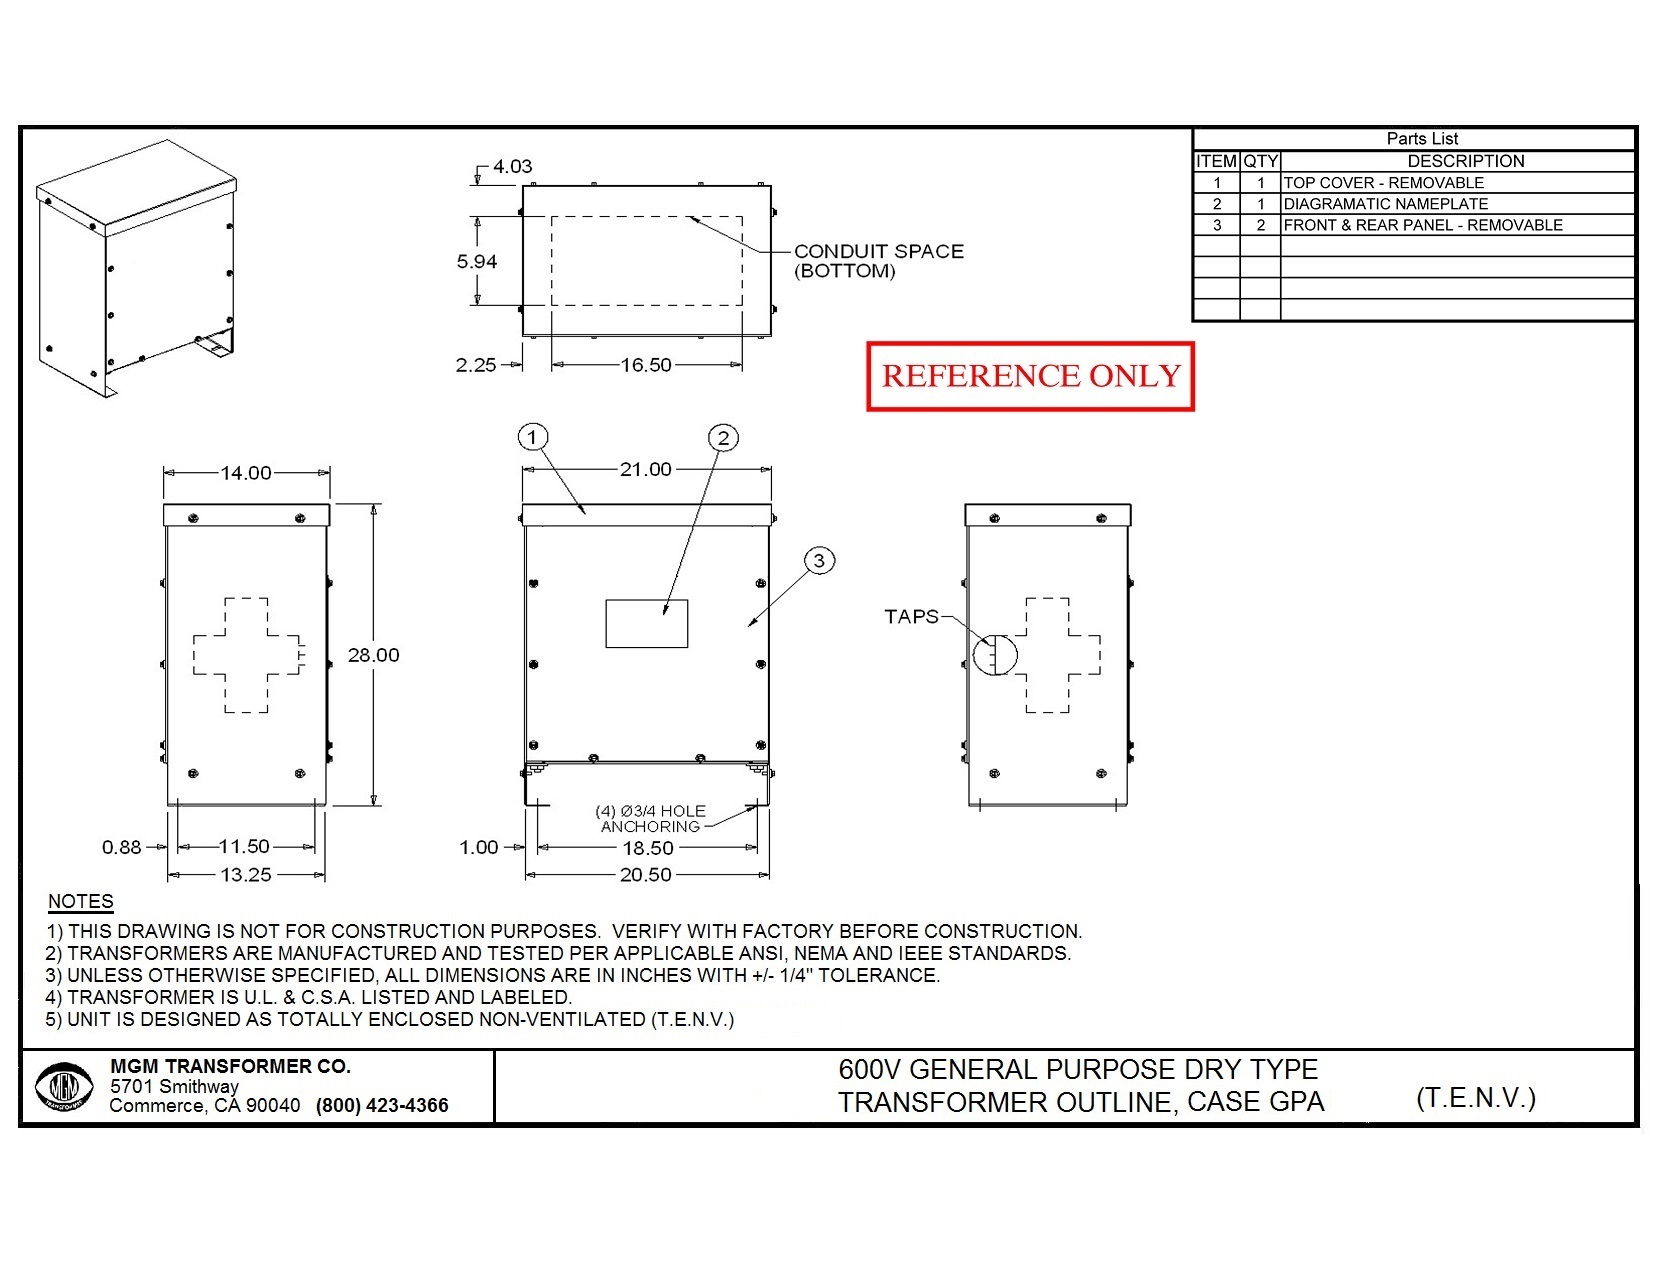 Parts List
ITEM QTY DESCRIPTION
1 1 TOP COVER - REMOVABLE
2 1 DIAGRAMATIC NAMEPLATE
3 2 FRONT & REAR PANEL - REMOVABLE
4.03
5.94
CONDUIT SPACE
(BOTTOM)
2.25
16.50
REFERENCE ONLY
1
2
14.00
21.00
3
TAPS
28.00
(4) Ø3/4 HOLE
ANCHORING
0.88
11.50
13.25
1.00
18.50
20.50
NOTES
1) THIS DRAWING IS NOT FOR CONSTRUCTION PURPOSES. VERIFY WITH FACTORY BEFORE CONSTRUCTION.
2) TRANSFORMERS ARE MANUFACTURED AND TESTED PER APPLICABLE ANSI, NEMA AND IEEE STANDARDS.
3) UNLESS OTHERWISE SPECIFIED, ALL DIMENSIONS ARE IN INCHES WITH +/- 1/4" TOLERANCE.
4) TRANSFORMER IS U.L. & C.S.A. LISTED AND LABELED.
5) UNIT IS DESIGNED AS TOTALLY ENCLOSED NON-VENTILATED (T.E.N.V.)
MGM
MGM TRANSFORMER CO.
5701 Smithway
Commerce, CA 90040 (800) 423-4366
600V GENERAL PURPOSE DRY TYPE
TRANSFORMER OUTLINE, CASE GPA
(T.E.N.V.)